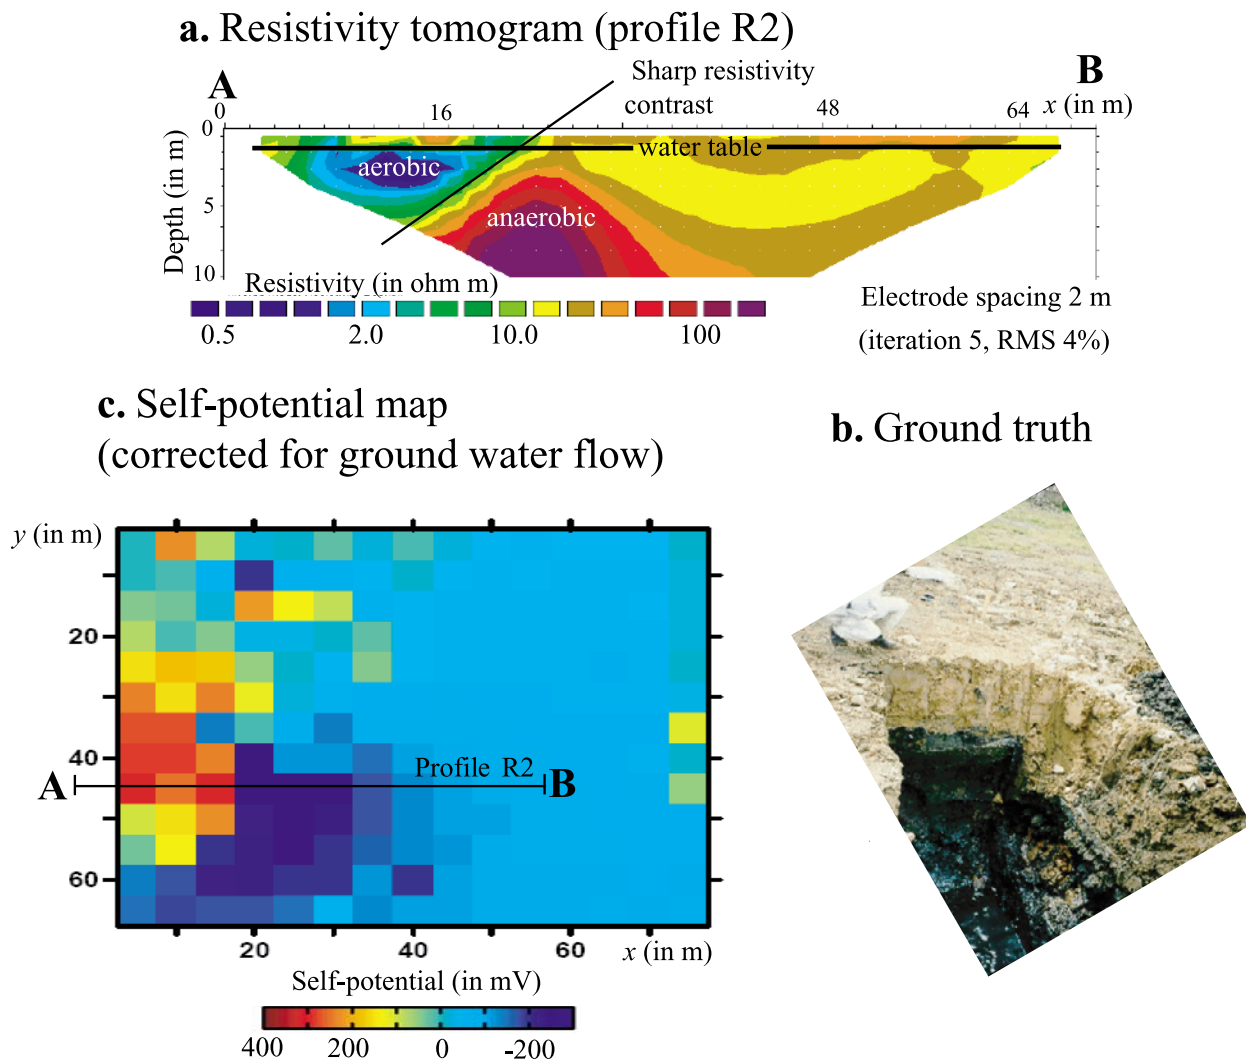 a. Resistivity tomogram (profile R2)
A
B
Sharp resistivity
contrast
0
16
48
64
x (in m)
0
5
10
Depth (in m)
water table
aerobic
anaerobic
Resistivity (in ohm m)
0.5
2.0
10.0
100
Electrode spacing 2 m
(iteration 5, RMS 4%)
c. Self-potential map
(corrected for ground water flow)
b. Ground truth
y (in m)
20
40
60
A
Profile R2
B
20
40
60
x (in m)
Self-potential (in mV)
400
200
0
-200